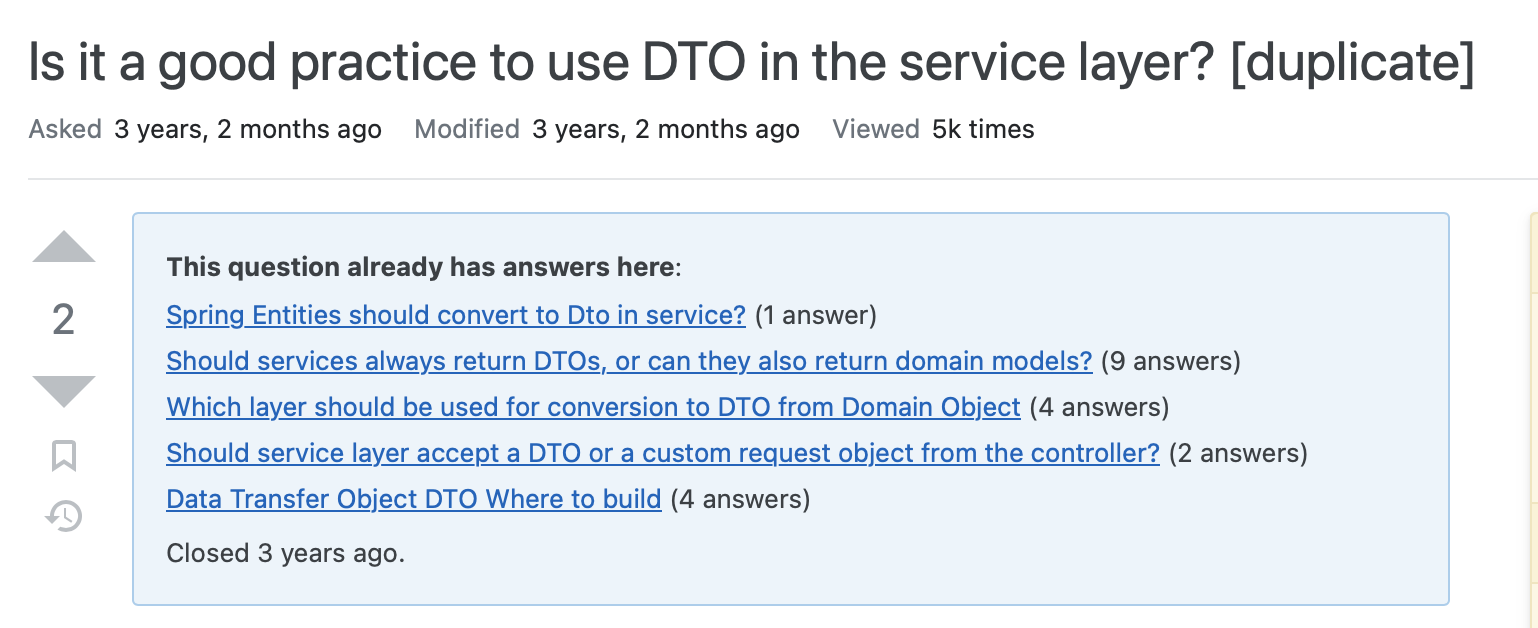 Is it a good practice to use DTO in the service layer? [duplicate]
Asked 3 years, 2 months ago Modified 3 years, 2 months ago Viewed 5k times
This question already has answers here:
Spring Entities should convert to Dto in service? (1 answer)
2
Should services always return DTOs, or can they also return domain models? (9 answers)
Which layer should be used for conversion to DTO from Domain Object (4 answers)
Should service layer accept a DTO or a custom request object from the controller? (2 answers)
Data Transfer Object DTO Where to build (4 answers)
Closed 3 years ago.